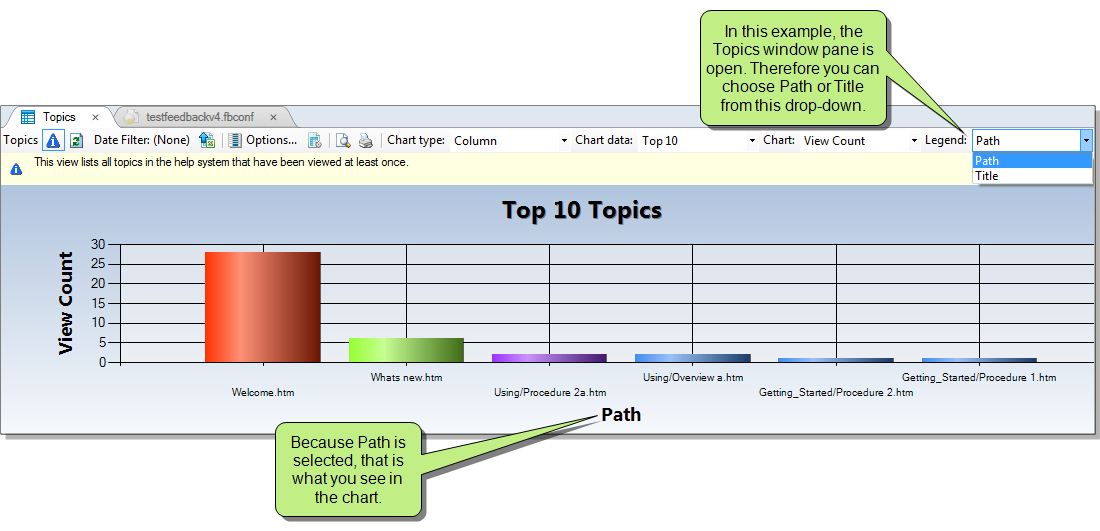 In this example, the
Topics window pane is
open. Therefore you can
choose Path or Title
from this drop-down.
Topics
testfeedbackv4.fbconf
Topics Date Filter: (None) Options... Chart type: Column Chart data: Top 10 Chart: View Count Legend: Path
Path
Title
This view lists all topics in the help system that have been viewed at least once.
Top 10 Topics
View Count
30
25
20
15
10
5
0
Whats new.htm Using/Overview a.htm Getting_Started/Procedure 1.htm
Welcome.htm Using/Procedure 2a.htm Getting_Started/Procedure 2.htm
Path
Because Path is
selected, that is
what you see in
the chart.